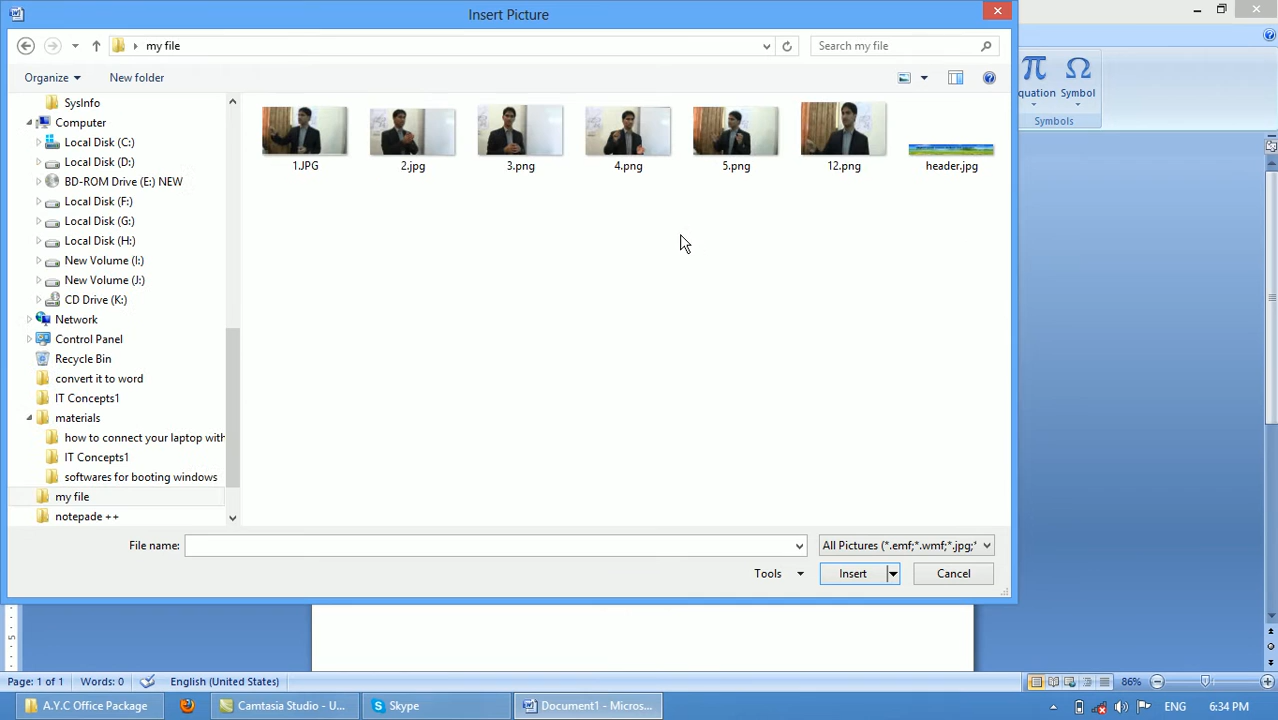 Insert Picture
my file
Search my file
Organize
New folder
SysInfo
Computer
Local Disk (C:)
Local Disk (D:)
BD-ROM Drive (E:) NEW
Local Disk (F:)
Local Disk (G:)
Local Disk (H:)
New Volume (I:)
New Volume (J:)
CD Drive (K:)
Network
Control Panel
Recycle Bin
convert it to word
IT Concepts1
materials
how to connect your laptop with
IT Concepts1
softwares for booting windows
my file
notepade ++
1.JPG
2.jpg
3.png
4.png
5.png
12.png
header.jpg
File name:
All Pictures (*.emf;*.wmf;*.jpg;*
Tools
Insert
Cancel
quation
Symbol
Symbols
Page: 1 of 1
Words: 0
English (United States)
86%
A.Y.C Office Package
Camtasia Studio - U...
Skype
Document1 - Micros...
ENG
6:34 PM